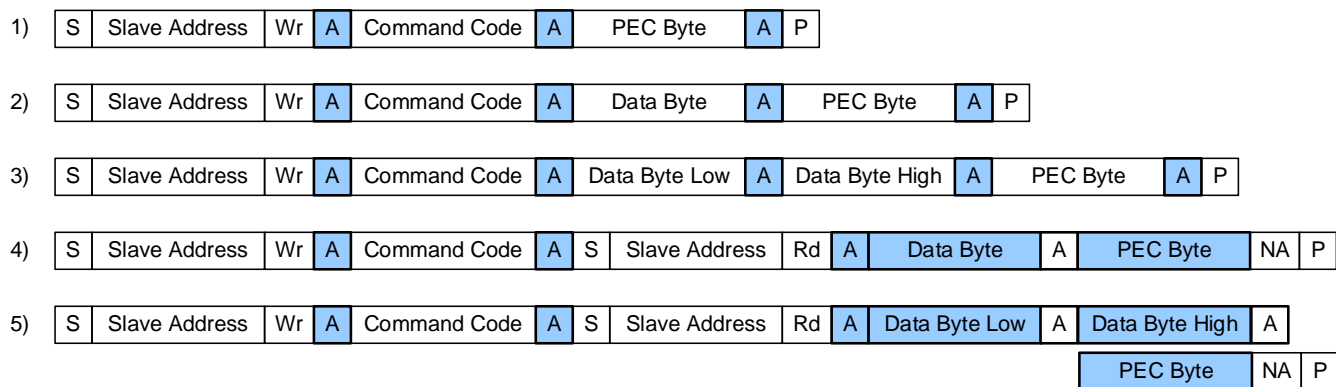 1) S Slave Address Wr A Command Code A PEC Byte A P
2) S Slave Address Wr A Command Code A Data Byte A PEC Byte A P
3) S Slave Address Wr A Command Code A Data Byte Low A Data Byte High A PEC Byte A P
4) S Slave Address Wr A Command Code A S Slave Address Rd A Data Byte A PEC Byte NA P
5) S Slave Address Wr A Command Code A S Slave Address Rd A Data Byte Low A Data Byte High A
PEC Byte NA P